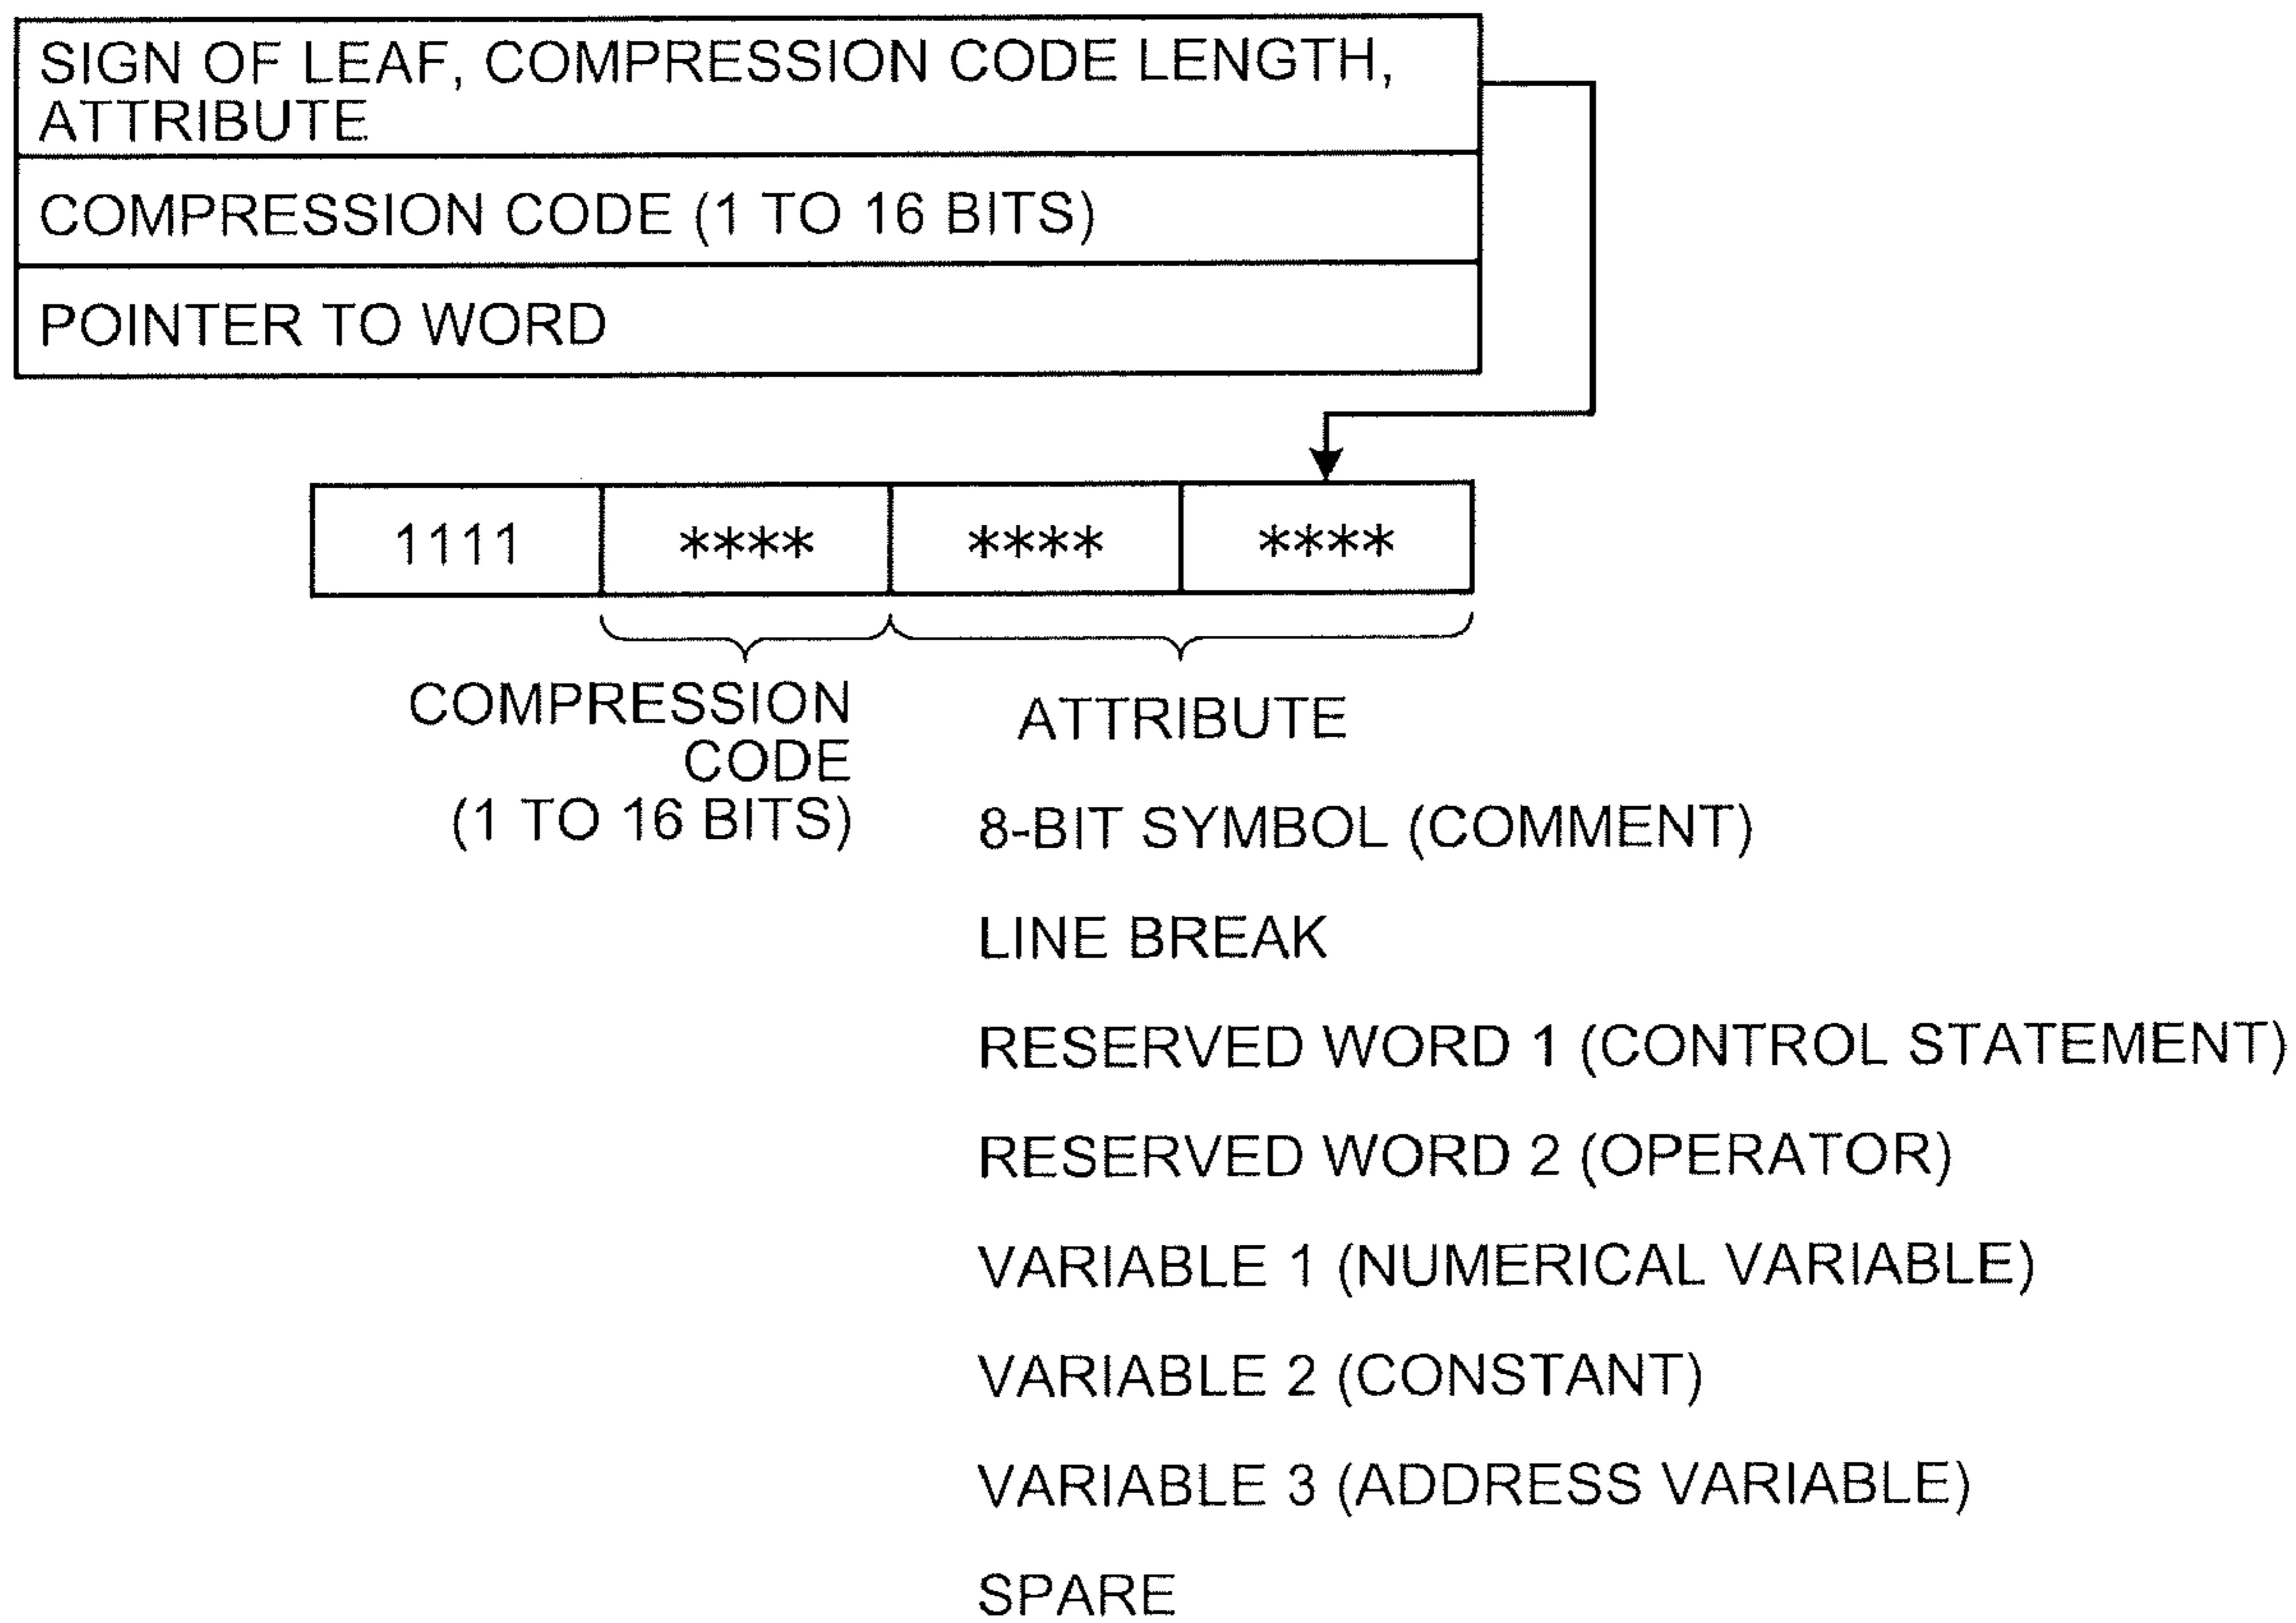 SIGN OF LEAF, COMPRESSION CODE LENGTH,
ATTRIBUTE
COMPRESSION CODE (1 TO 16 BITS)
POINTER TO WORD
1111 **** **** ****
COMPRESSION
CODE
(1 TO 16 BITS)
ATTRIBUTE
8-BIT SYMBOL (COMMENT)
LINE BREAK
RESERVED WORD 1 (CONTROL STATEMENT)
RESERVED WORD 2 (OPERATOR)
VARIABLE 1 (NUMERICAL VARIABLE)
VARIABLE 2 (CONSTANT)
VARIABLE 3 (ADDRESS VARIABLE)
SPARE